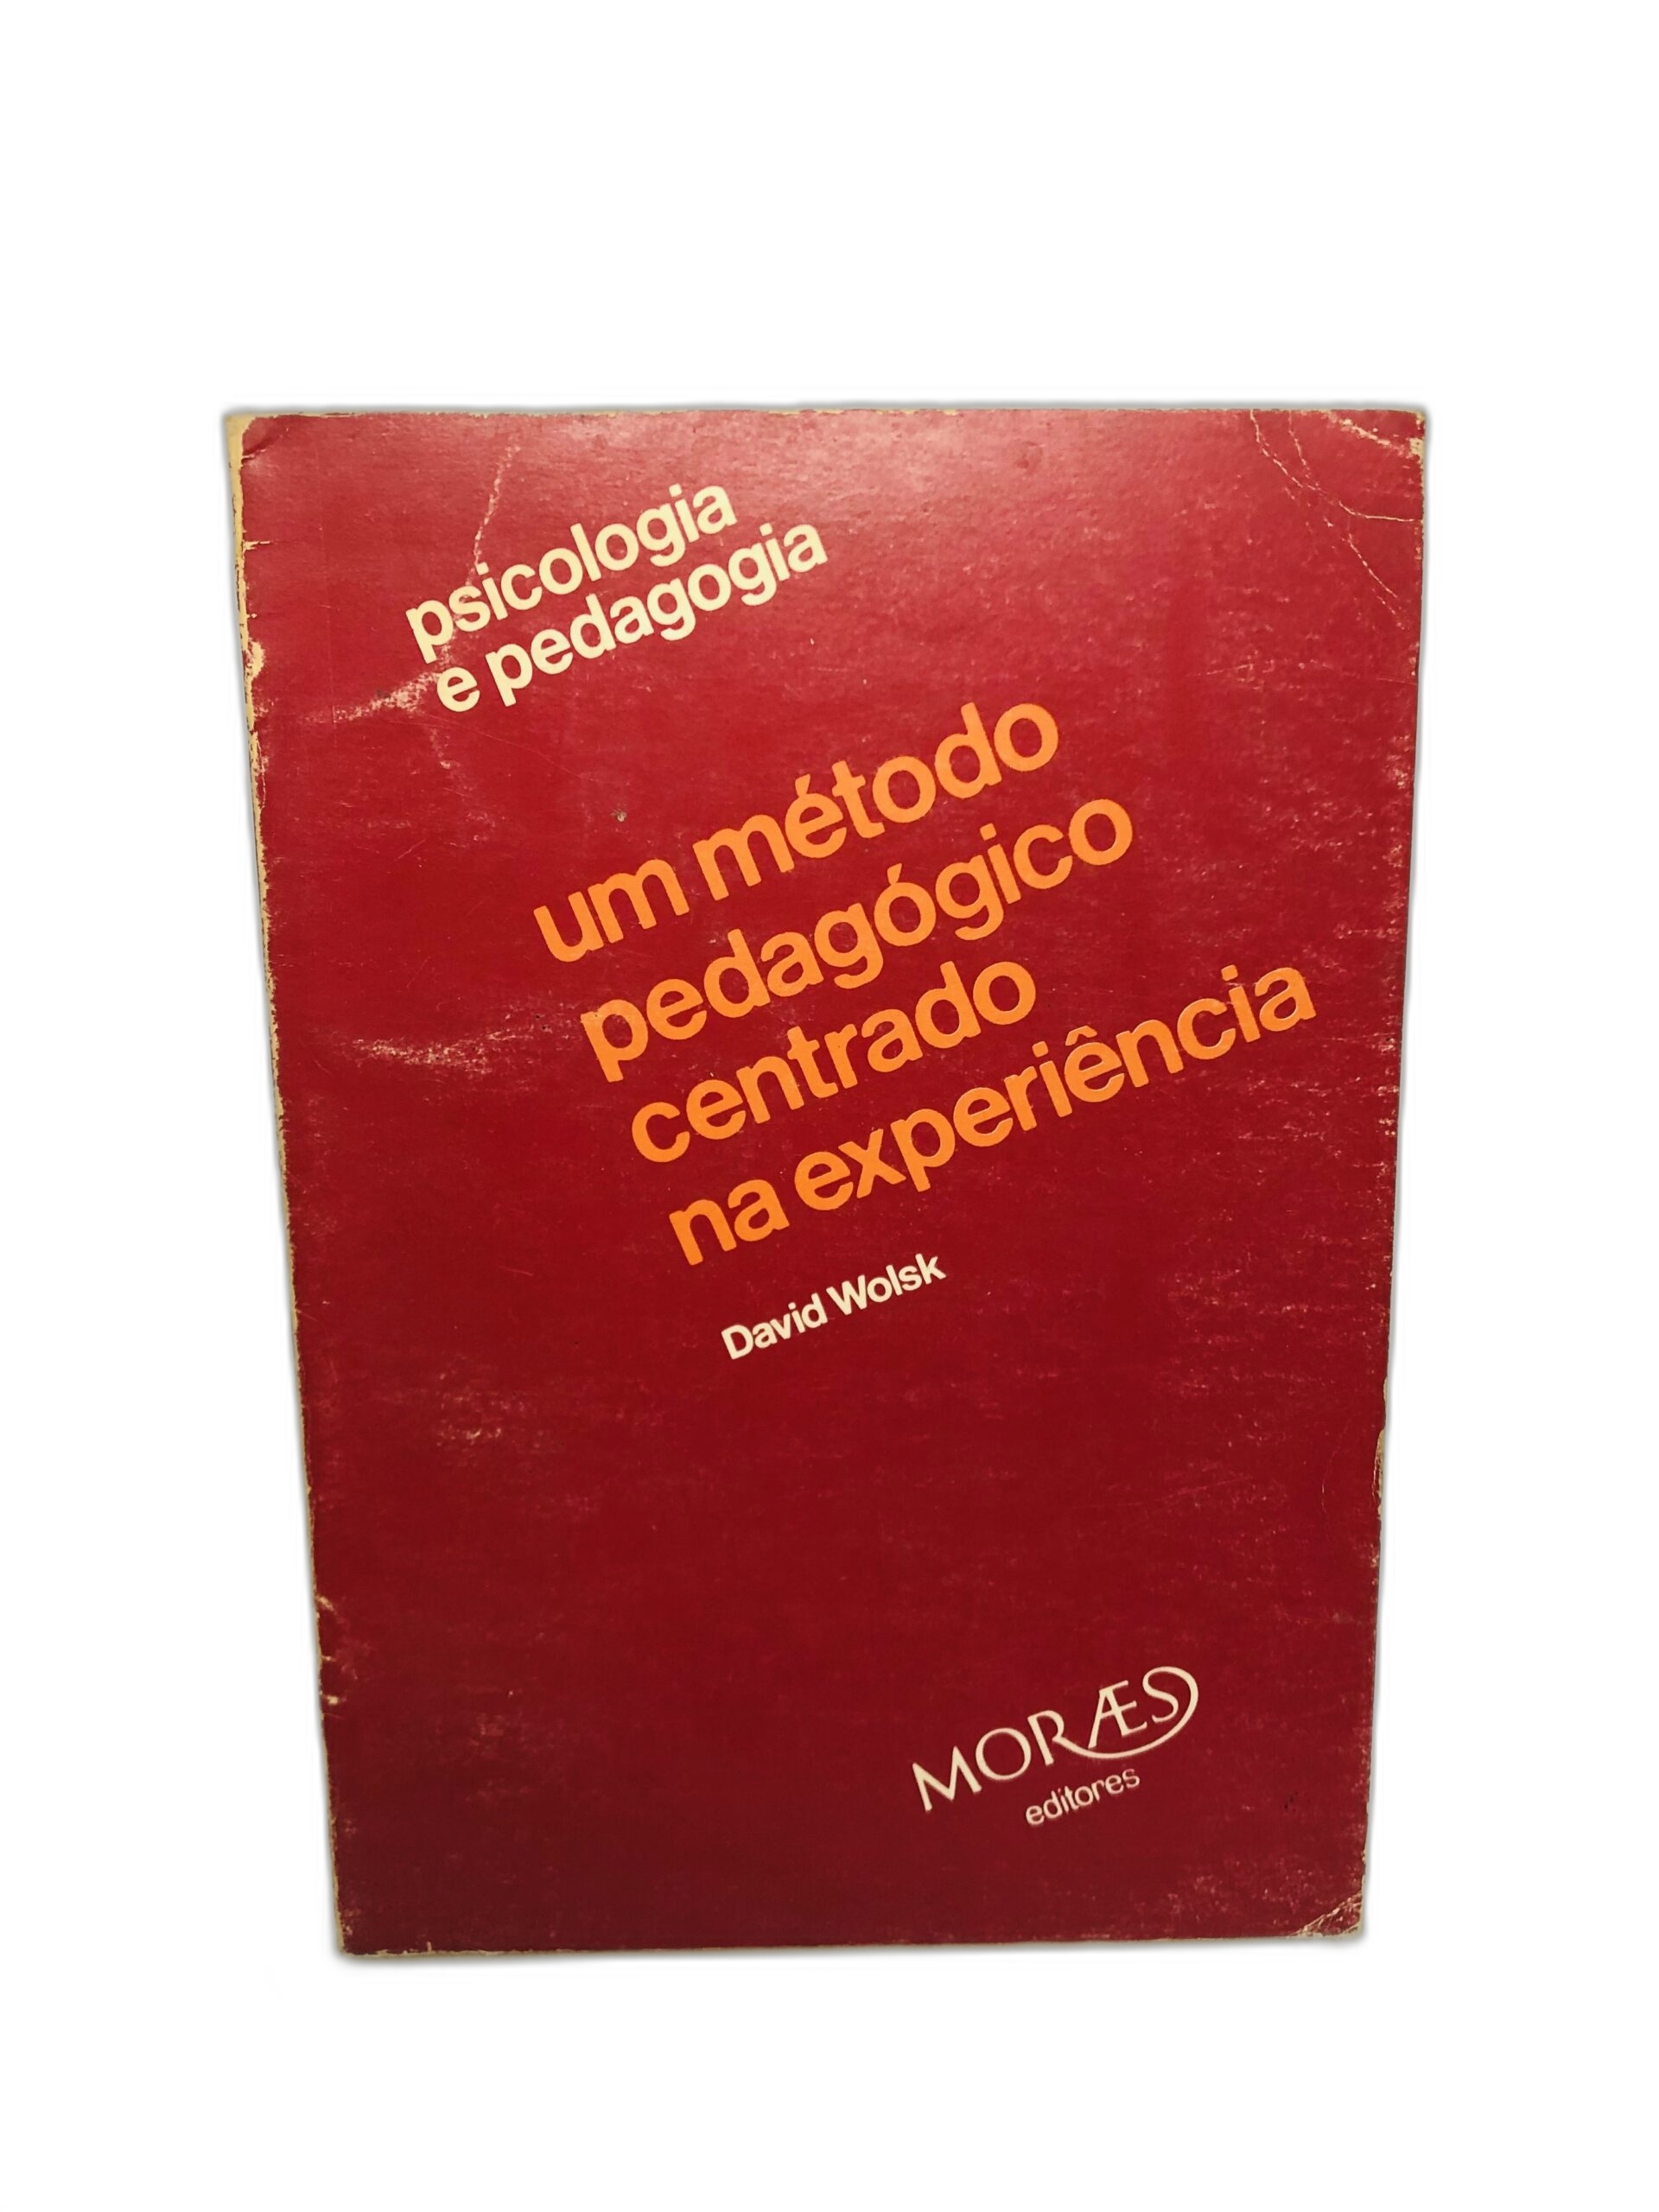 psicologia
e pedagogia
um método
pedagógico
centrado
na experiência
David Wolsk
MORÆS
editores